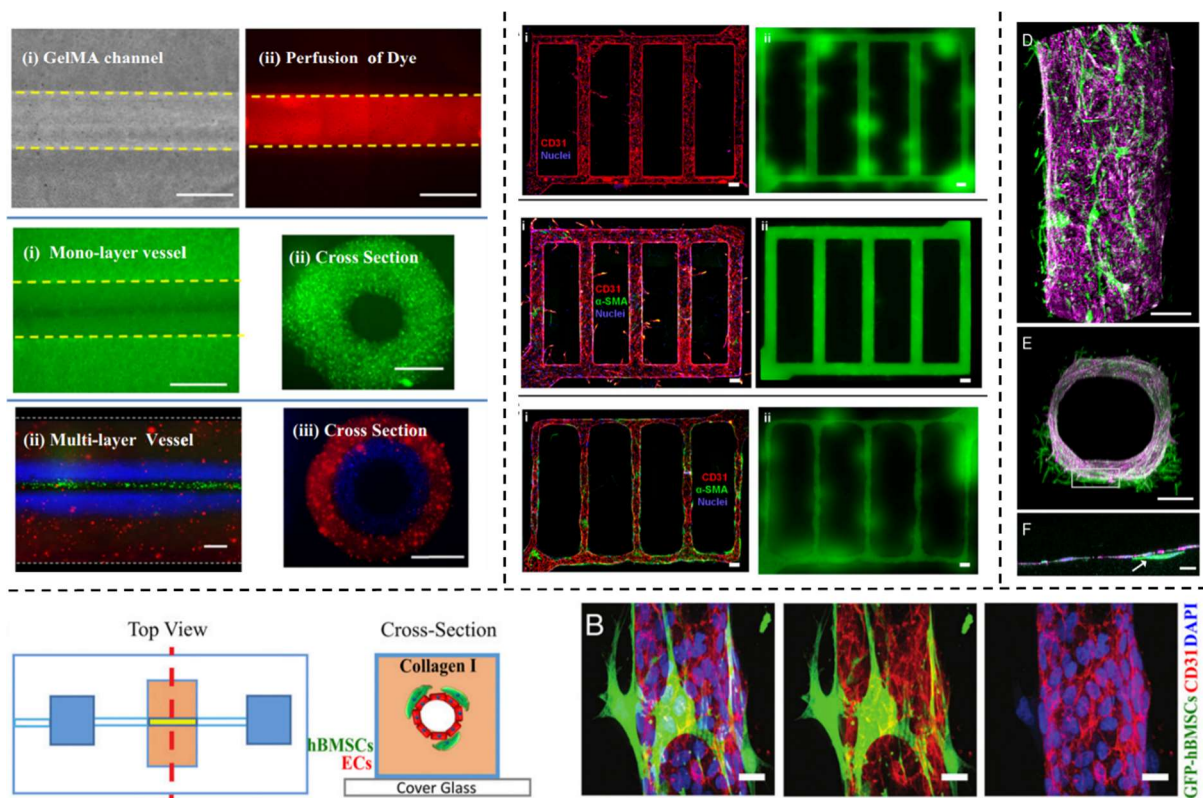 (i) GelMA channel
(ii) Perfusion of Dye
(i) Mono-layer vessel
(ii) Cross Section
(ii) Multi-layer Vessel
(iii) Cross Section
i
CD31
Nuclei
ii
i
CD31
α-SMA
Nuclei
ii
i
CD31
α-SMA
Nuclei
ii
D
E
F
Top View
Cross-Section
Collagen I
hBMSCs
ECs
Cover Glass
B
GFP-hBMSCs CD31 DAPI